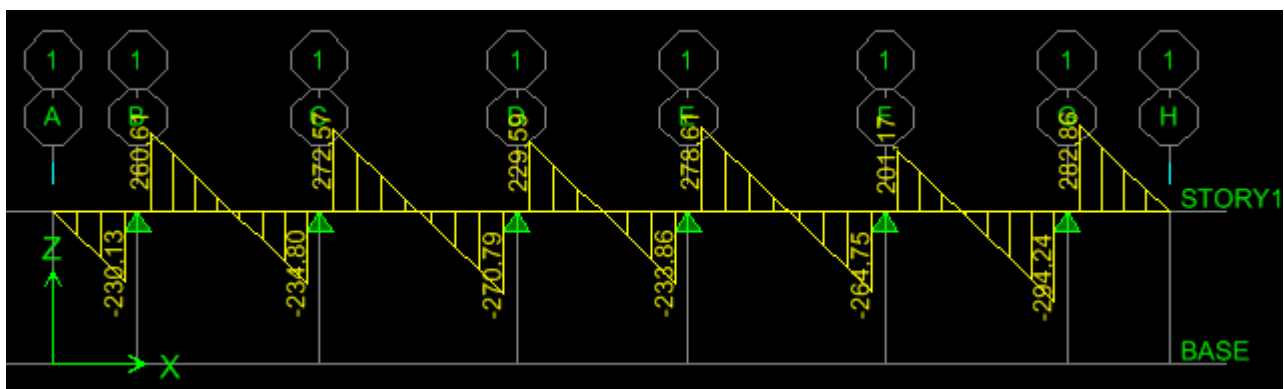 1 1 1 1 1 1 1 1
A B C D E F G H
260,61 272,57 229,59 278,61 201,17 282,86
STORY1
-230,13 -234,80 -270,79 -233,86 -264,75 -294,24
Z
X
BASE